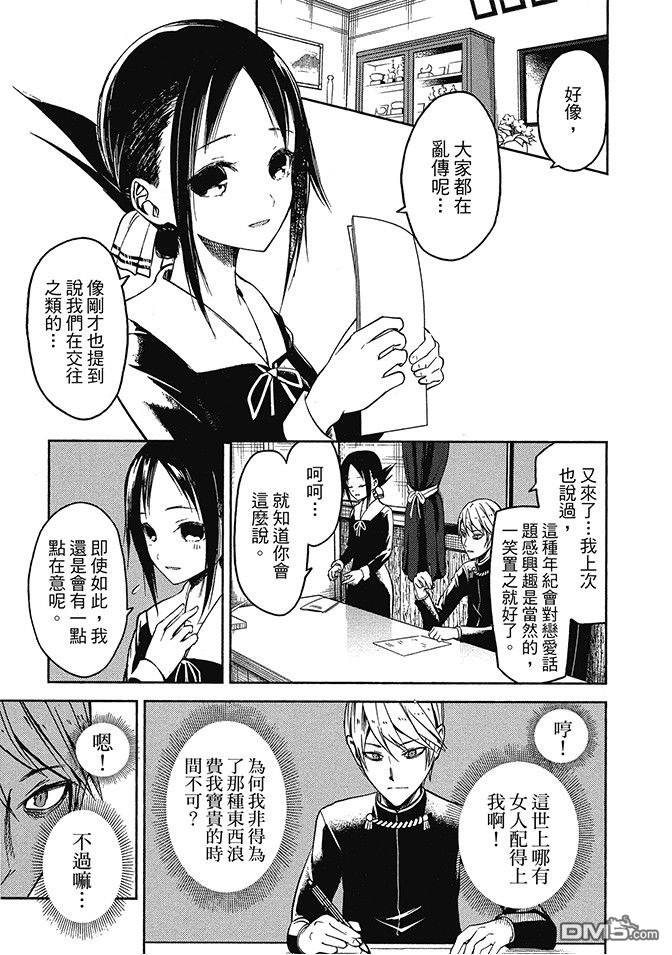 好像，
大家都在
亂傳呢…
像剛才也提到
說我們在交往
之類的…
又來了…我上次
也說過，
這種年紀會對戀愛話
題感興趣是當然的，
一笑置之就好了。
呵呵…
就知道你會
這麼說。
即使如此，我
還是會有一點
點在意呢。
哼！
這世上哪有
女人配得上
我啊！
為何我非得為
了那種東西浪
費我寶貴的時
間不可？
嗯！
不過嘛…
DM5.com